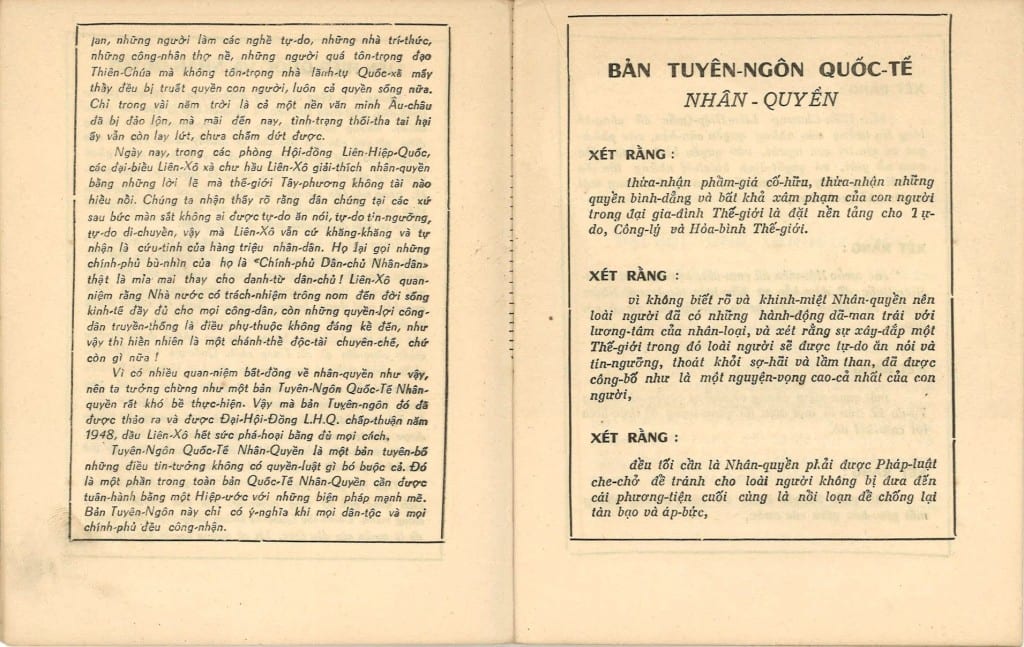 jan, những người làm các nghề tự-do, những nhà trí-thức,
những công-nhân thợ nề, những người quá tôn-trọng đạo
Thiên-Chúa mà không tôn-trọng nhà lãnh-tụ Quốc-xã mấy
thảy đều bị truất quyền con người, luôn cả quyền sống nữa.
Chỉ trong vài năm trời là cả một nền văn minh Âu-châu
đã bị đảo lộn, mà mãi đến nay, tình-trạng thối-tha tai hại
ấy vẫn còn lay lứt, chưa chấm dứt được.
Ngày nay, trong các phòng Hội-đồng Liên-Hiệp-Quốc,
các đại-biểu Liên-Xô và chư hầu Liên-Xô giải-thích nhân-quyền
bằng những lời lẽ mà thế-giới Tây-phương không tài nào
hiểu nổi. Chúng ta nhận thấy rõ rằng dân chúng tại các xứ
sau bức màn sắt không ai được tự-do ăn nói, tự-do tín-ngưỡng,
tự-do di-chuyển, vậy mà Liên-Xô vẫn cứ khăng-khăng và tự
nhận là cứu-tinh của hàng triệu nhân-dân. Họ lại gọi những
chính-phủ bù-nhìn của họ là «Chính-phủ Dân-chủ Nhân-dân»
thật là mỉa mai thay cho danh-từ dân-chủ ! Liên-Xô quan-
niệm rằng Nhà nước có trách-nhiệm trông nom đến đời sống
kinh-tế đầy đủ cho mọi công-dân, còn những quyền-lợi công-
dân truyền-thống là điều phụ-thuộc không đáng kể đến, như
vậy thì hiển nhiên là một chánh-thể độc-tài chuyên-chế, chứ
còn gì nữa !
Vì có nhiều quan-niệm bất-đồng về nhân-quyền như vậy,
nên ta tưởng chừng như một bản Tuyên-Ngôn Quốc-Tế Nhân-
quyền rất khó bề thực-hiện. Vậy mà bản Tuyên-ngôn đó đã
được thảo ra và được Đại-Hội-Đồng L.H.Q. chấp-thuận năm
1948, dầu Liên-Xô hết sức phá-hoại bằng đủ mọi cách.
Tuyên-Ngôn Quốc-Tế Nhân-Quyền là một bản tuyên-bố
những điều tin-tưởng không có quyền-luật gì bó buộc cả. Đó
là một phần trong toàn bản Quốc-Tế Nhân-Quyền cần được
tuân-hành bằng một Hiệp-ước với những biện pháp mạnh mẽ.
Bản Tuyên-Ngôn này chỉ có ý-nghĩa khi mọi dân-tộc và mọi
chính-phủ đều công-nhận.
BẢN TUYÊN-NGÔN QUỐC-TẾ
NHÂN - QUYỀN
XÉT RẰNG :
thừa-nhận phẩm-giá cố-hữu, thừa-nhận những
quyền bình-đẳng và bất khả xâm phạm của con người
trong đại gia-đình Thế-giới là đặt nền tảng cho Tự-
do, Công-lý và Hòa-bình Thế-giới.
XÉT RẰNG :
vì không biết rõ và khinh-miệt Nhân-quyền nên
loài người đã có những hành-động dã-man trái với
lương-tâm của nhân-loại, và xét rằng sự xây-đắp một
Thế-giới trong đó loài người sẽ được tự-do ăn nói và
tín-ngưỡng, thoát khỏi sợ-hãi và lầm than, đã được
công-bố như là một nguyện-vọng cao-cả nhất của con
người,
XÉT RẰNG :
đều tối cần là Nhân-quyền phải được Pháp-luật
che-chở để tránh cho loài người không bị đưa đến
cái phương-tiện cuối cùng là nổi loạn để chống lại
tàn bạo và áp-bức,